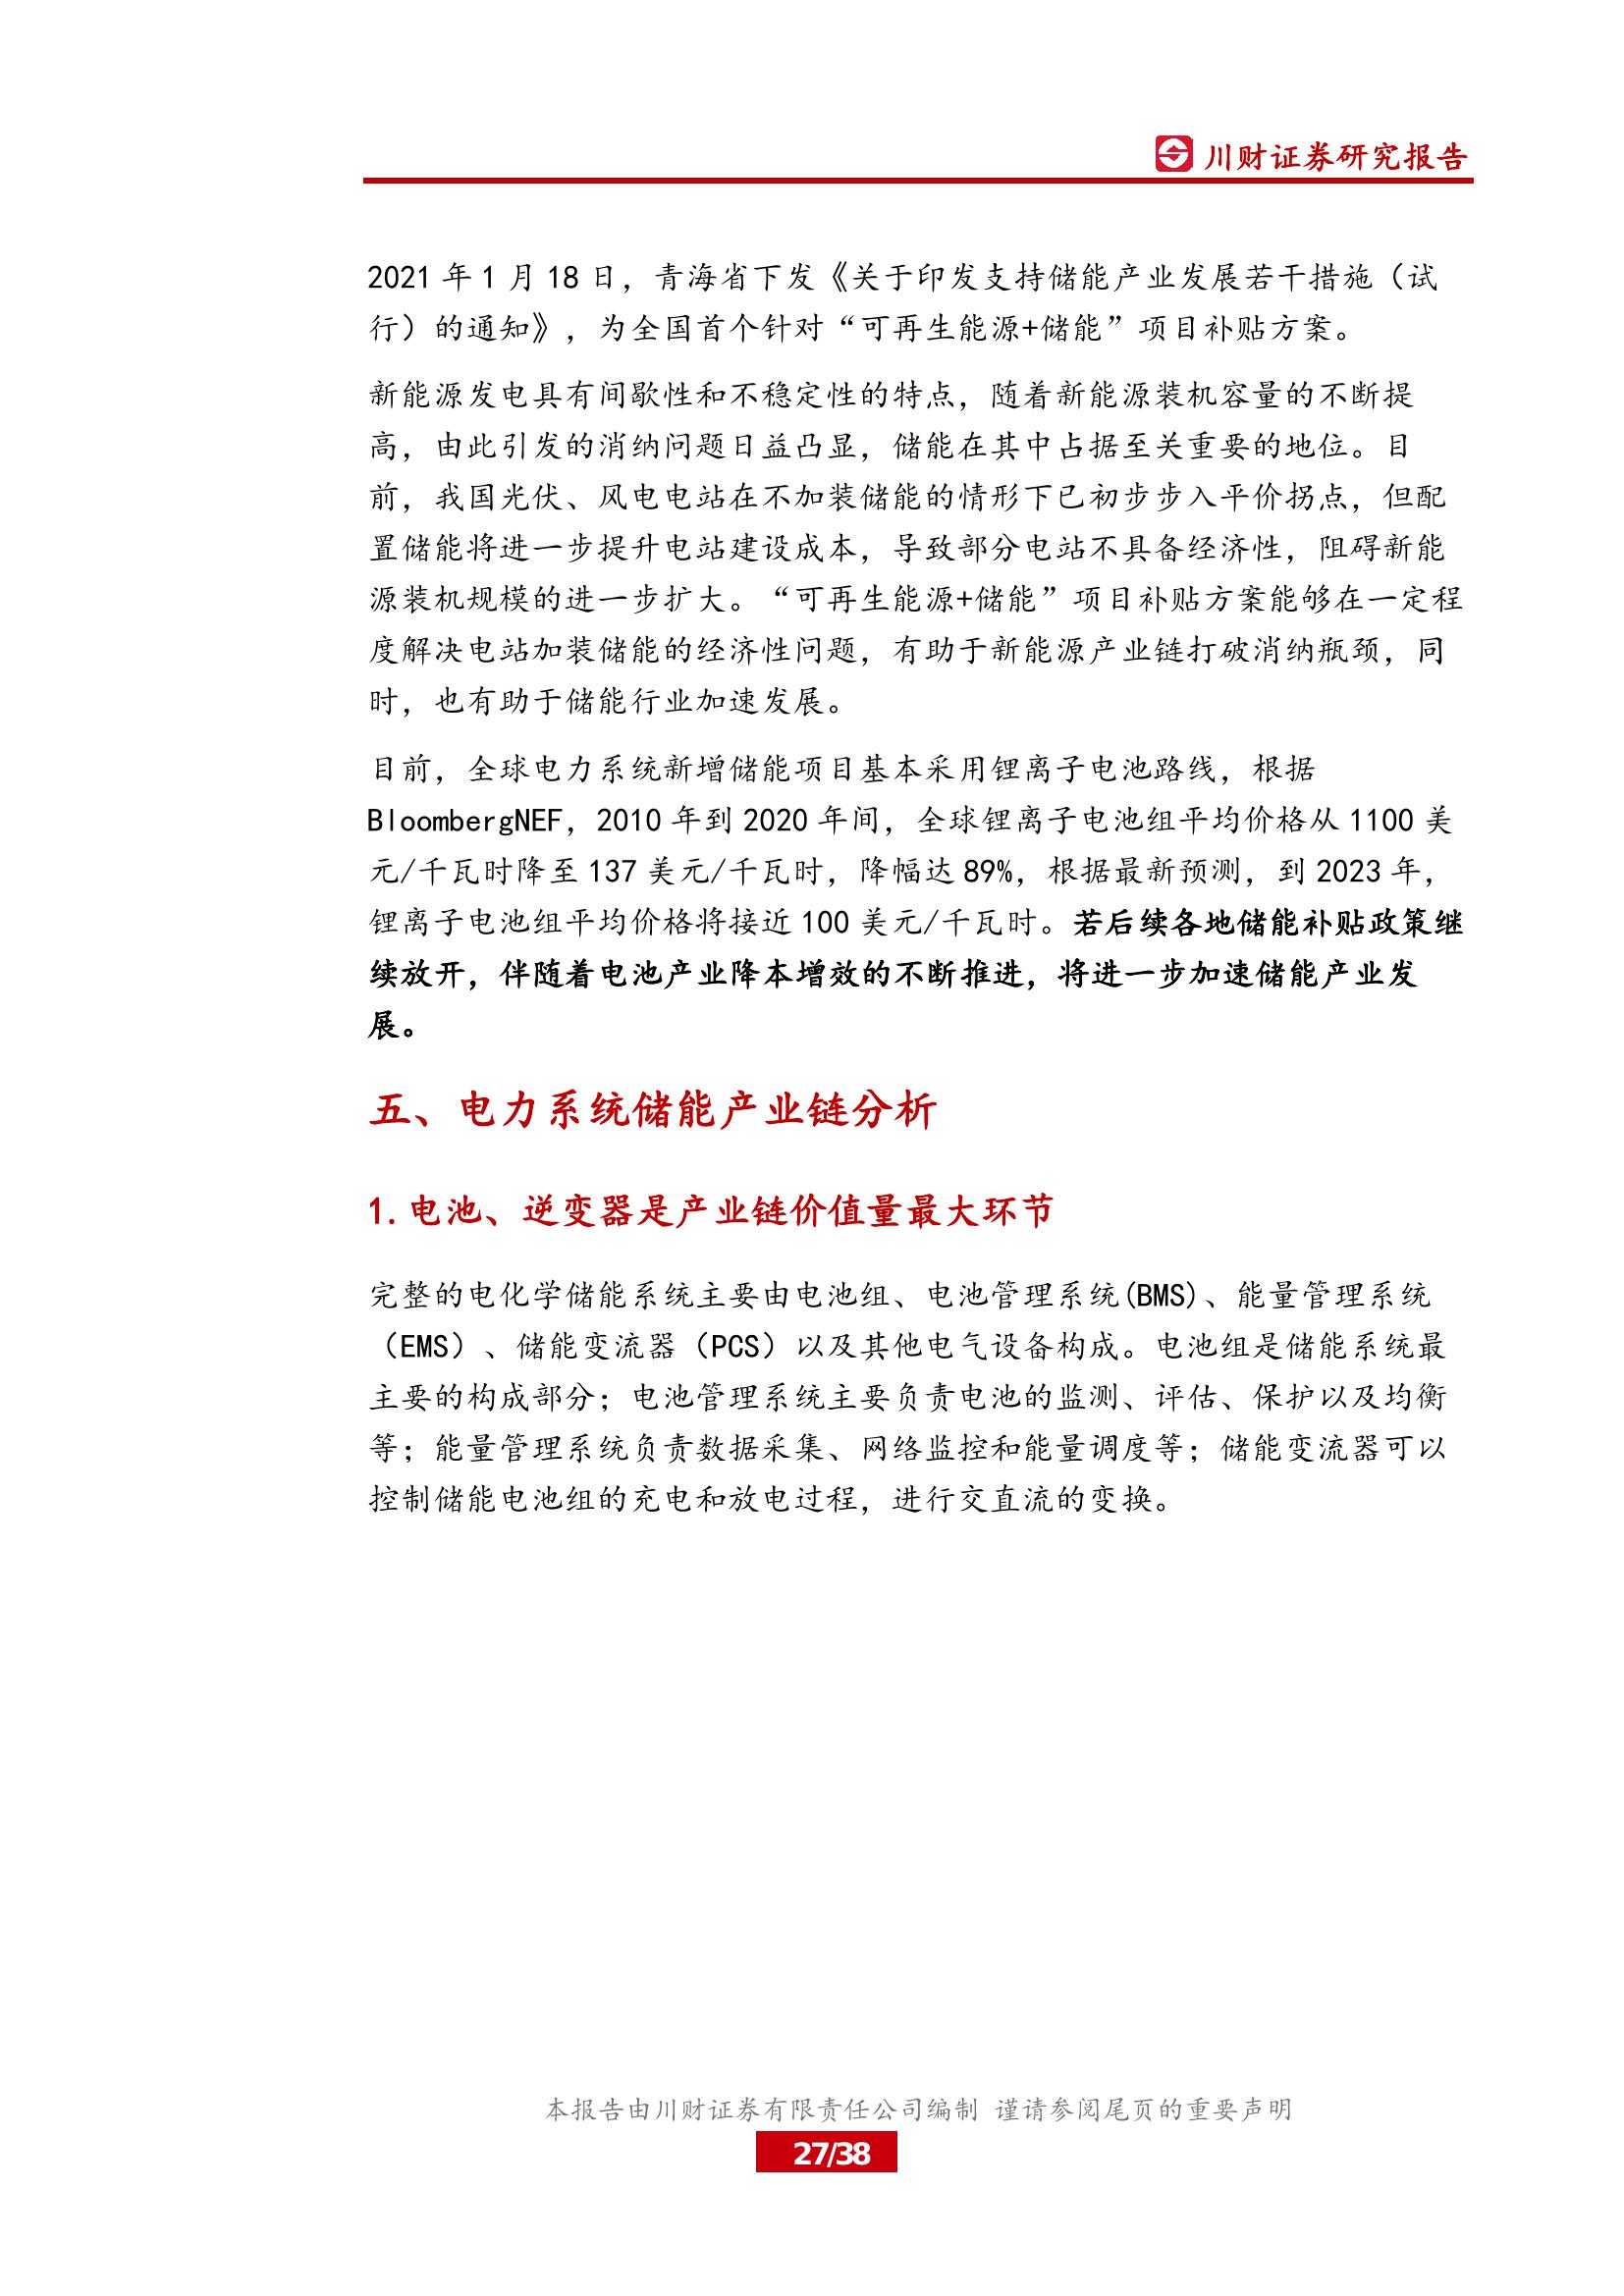 川财证券研究报告
2021 年 1 月 18 日，青海省下发《关于印发支持储能产业发展若干措施（试
行）的通知》，为全国首个针对“可再生能源+储能”项目补贴方案。
新能源发电具有间歇性和不稳定性的特点，随着新能源装机容量的不断提
高，由此引发的消纳问题日益凸显，储能在其中占据至关重要的地位。目
前，我国光伏、风电电站在不加装储能的情形下已初步步入平价拐点，但配
置储能将进一步提升电站建设成本，导致部分电站不具备经济性，阻碍新能
源装机规模的进一步扩大。“可再生能源+储能”项目补贴方案能够在一定程
度解决电站加装储能的经济性问题，有助于新能源产业链打破消纳瓶颈，同
时，也有助于储能行业加速发展。
目前，全球电力系统新增储能项目基本采用锂离子电池路线，根据
BloombergNEF，2010 年到 2020 年间，全球锂离子电池组平均价格从 1100 美
元/千瓦时降至 137 美元/千瓦时，降幅达 89%，根据最新预测，到 2023 年，
锂离子电池组平均价格将接近 100 美元/千瓦时。若后续各地储能补贴政策继
续放开，伴随着电池产业降本增效的不断推进，将进一步加速储能产业发
展。
五、电力系统储能产业链分析
1.电池、逆变器是产业链价值量最大环节
完整的电化学储能系统主要由电池组、电池管理系统(BMS)、能量管理系统
（EMS）、储能变流器（PCS）以及其他电气设备构成。电池组是储能系统最
主要的构成部分；电池管理系统主要负责电池的监测、评估、保护以及均衡
等；能量管理系统负责数据采集、网络监控和能量调度等；储能变流器可以
控制储能电池组的充电和放电过程，进行交直流的变换。
本报告由川财证券有限责任公司编制 谨请参阅尾页的重要声明
27/38